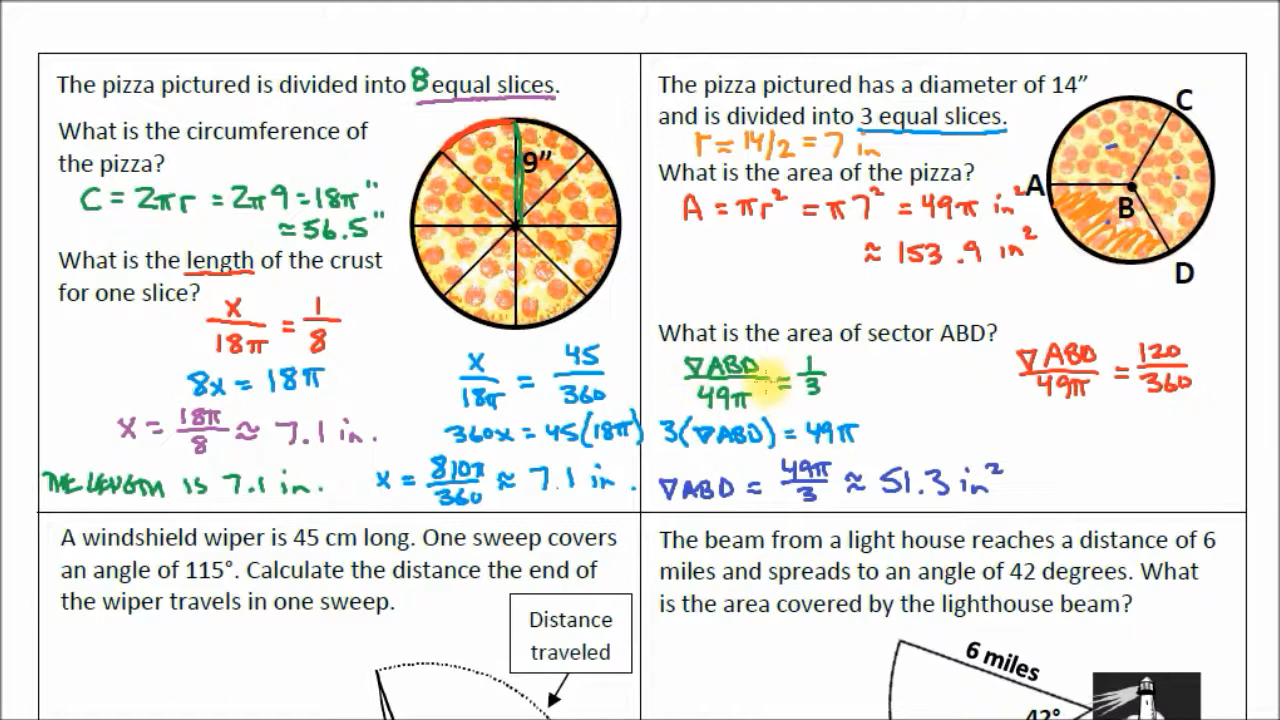 The pizza pictured is divided into 8 equal slices.
What is the circumference of
the pizza?
C = 2πr = 2π9 = 18π"
≈ 56.5"
9"
What is the length of the crust
for one slice?
x/18π = 1/8
8x = 18π
x = 18π/8 ≈ 7.1 in.
THE LENGTH IS 7.1 in.
x/18π = 45/360
360x = 45(18π)
x = 810π/360 ≈ 7.1 in.
The pizza pictured has a diameter of 14”
and is divided into 3 equal slices.
r = 14/2 = 7 in
What is the area of the pizza?
A = πr² = π7² = 49π in²
≈ 153.9 in²
C
A
B
D
What is the area of sector ABD?
▽ABD/49π = 1/3
3(▽ABD) = 49π
▽ABD = 49π/3 ≈ 51.3 in²
▽ABD/49π = 120/360
A windshield wiper is 45 cm long. One sweep covers
an angle of 115°. Calculate the distance the end of
the wiper travels in one sweep.
Distance
traveled
The beam from a light house reaches a distance of 6
miles and spreads to an angle of 42 degrees. What
is the area covered by the lighthouse beam?
6 miles
42°